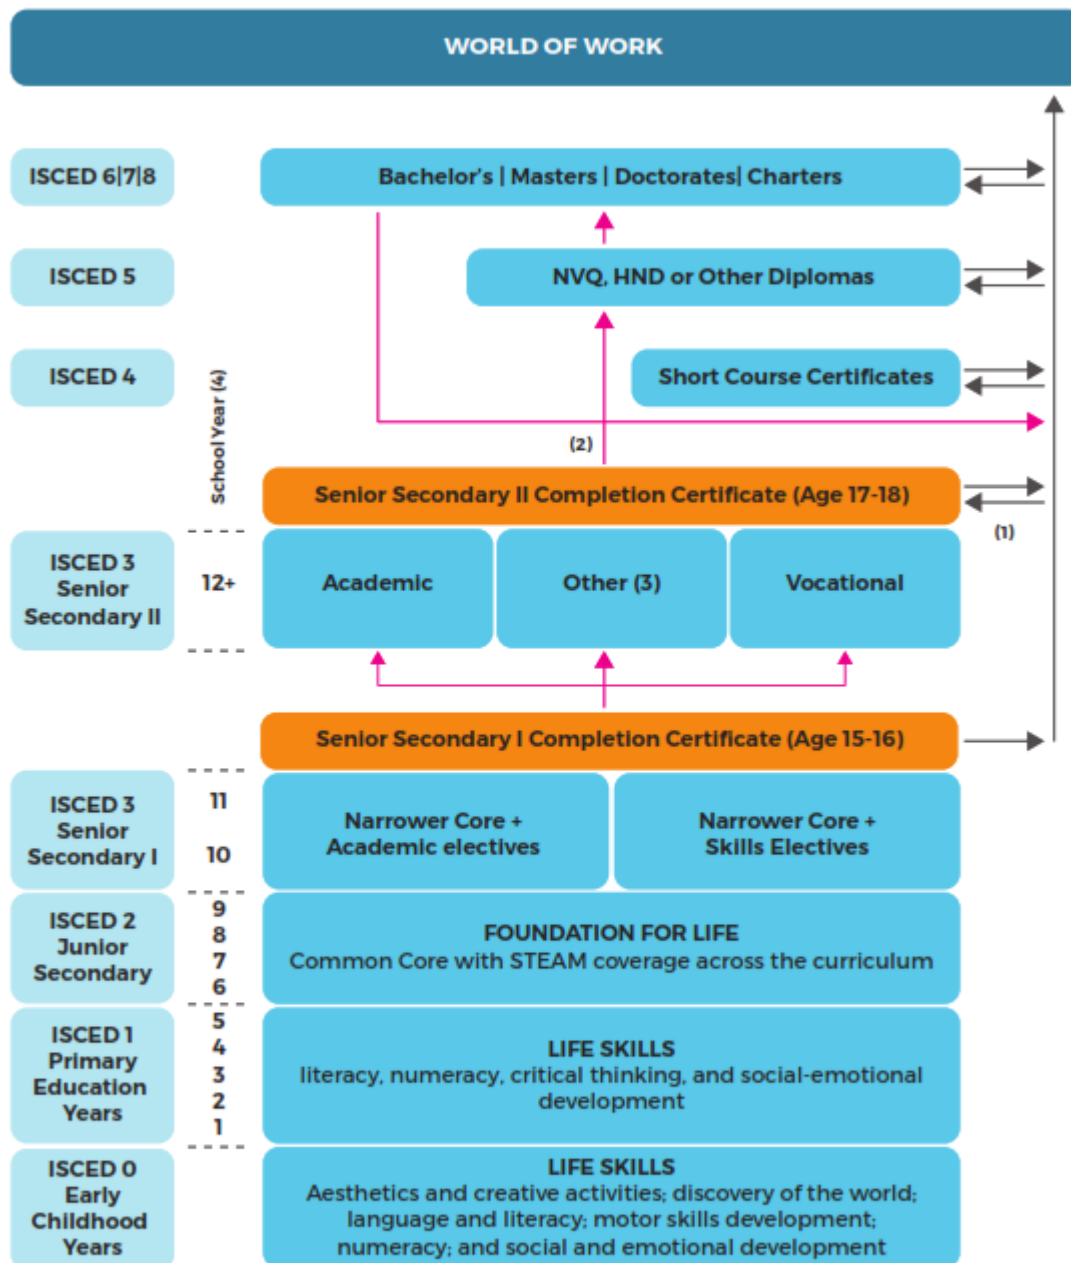 WORLD OF WORK
ISCED 6|7|8
Bachelor's | Masters | Doctorates| Charters
ISCED 5
NVQ, HND or Other Diplomas
ISCED 4
Short Course Certificates
School Year (4)
(2)
Senior Secondary II Completion Certificate (Age 17-18)
(1)
ISCED 3
Senior
Secondary II
12+
Academic
Other (3)
Vocational
Senior Secondary I Completion Certificate (Age 15-16)
ISCED 3
Senior
Secondary I
11
10
Narrower Core +
Academic electives
Narrower Core +
Skills Electives
ISCED 2
Junior
Secondary
9
8
7
6
FOUNDATION FOR LIFE
Common Core with STEAM coverage across the curriculum
ISCED 1
Primary
Education
Years
5
4
3
2
1
LIFE SKILLS
literacy, numeracy, critical thinking, and social-emotional
development
ISCED 0
Early
Childhood
Years
LIFE SKILLS
Aesthetics and creative activities; discovery of the world;
language and literacy; motor skills development;
numeracy; and social and emotional development